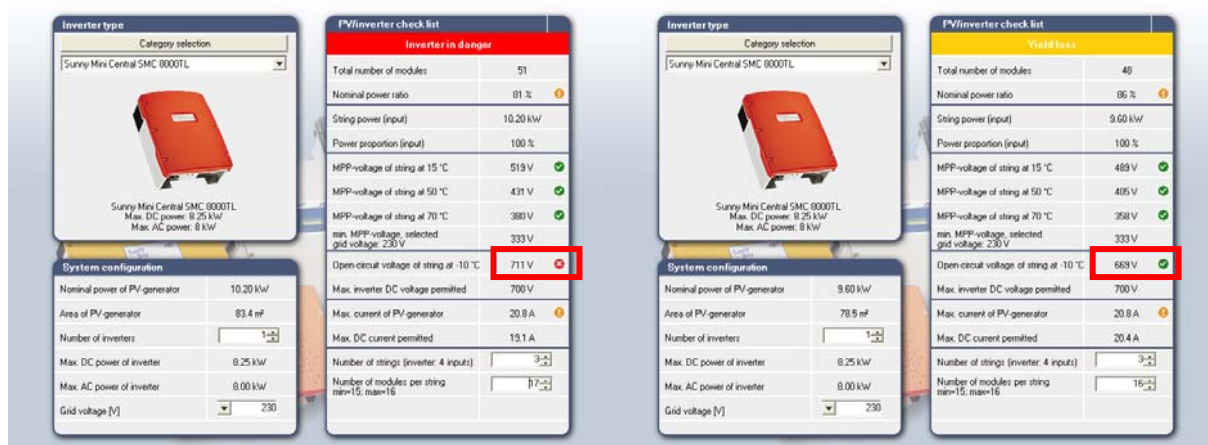 Inverter type
Category selection
Sunny Mini Central SMC 8000TL
Sunny Mini Central SMC 8000TL
Max. DC power: 8.25 kW
Max. AC power: 8 kW
System configuration
Nominal power of PV-generator 10.20 kW
Area of PV-generator 83.4 m²
Number of inverters 1
Max. DC power of inverter 8.25 kW
Max. AC power of inverter 8.00 kW
Grid voltage [V] 230
PV/inverter check list
Inverter in danger
Total number of modules 51
Nominal power ratio 81 %
String power (input) 10.20 kW
Power proportion (input) 100 %
MPP-voltage of string at 15 °C 519 V
MPP-voltage of string at 50 °C 431 V
MPP-voltage of string at 70 °C 380 V
min. MPP-voltage, selected
grid voltage: 230 V 333 V
Open-circuit voltage of string at -10 °C 711 V
Max. inverter DC voltage permitted 700 V
Max. current of PV-generator 20.8 A
Max. DC current permitted 19.1 A
Number of strings (inverter: 4 inputs) 3
Number of modules per string
min=15; max=16 17
Inverter type
Category selection
Sunny Mini Central SMC 8000TL
Sunny Mini Central SMC 8000TL
Max. DC power: 8.25 kW
Max. AC power: 8 kW
System configuration
Nominal power of PV-generator 9.60 kW
Area of PV-generator 78.5 m²
Number of inverters 1
Max. DC power of inverter 8.25 kW
Max. AC power of inverter 8.00 kW
Grid voltage [V] 230
PV/inverter check list
Yield loss
Total number of modules 48
Nominal power ratio 86 %
String power (input) 9.60 kW
Power proportion (input) 100 %
MPP-voltage of string at 15 °C 489 V
MPP-voltage of string at 50 °C 405 V
MPP-voltage of string at 70 °C 358 V
min. MPP-voltage, selected
grid voltage: 230 V 333 V
Open-circuit voltage of string at -10 °C 669 V
Max. inverter DC voltage permitted 700 V
Max. current of PV-generator 20.8 A
Max. DC current permitted 20.4 A
Number of strings (inverter: 4 inputs) 3
Number of modules per string
min=15; max=16 16